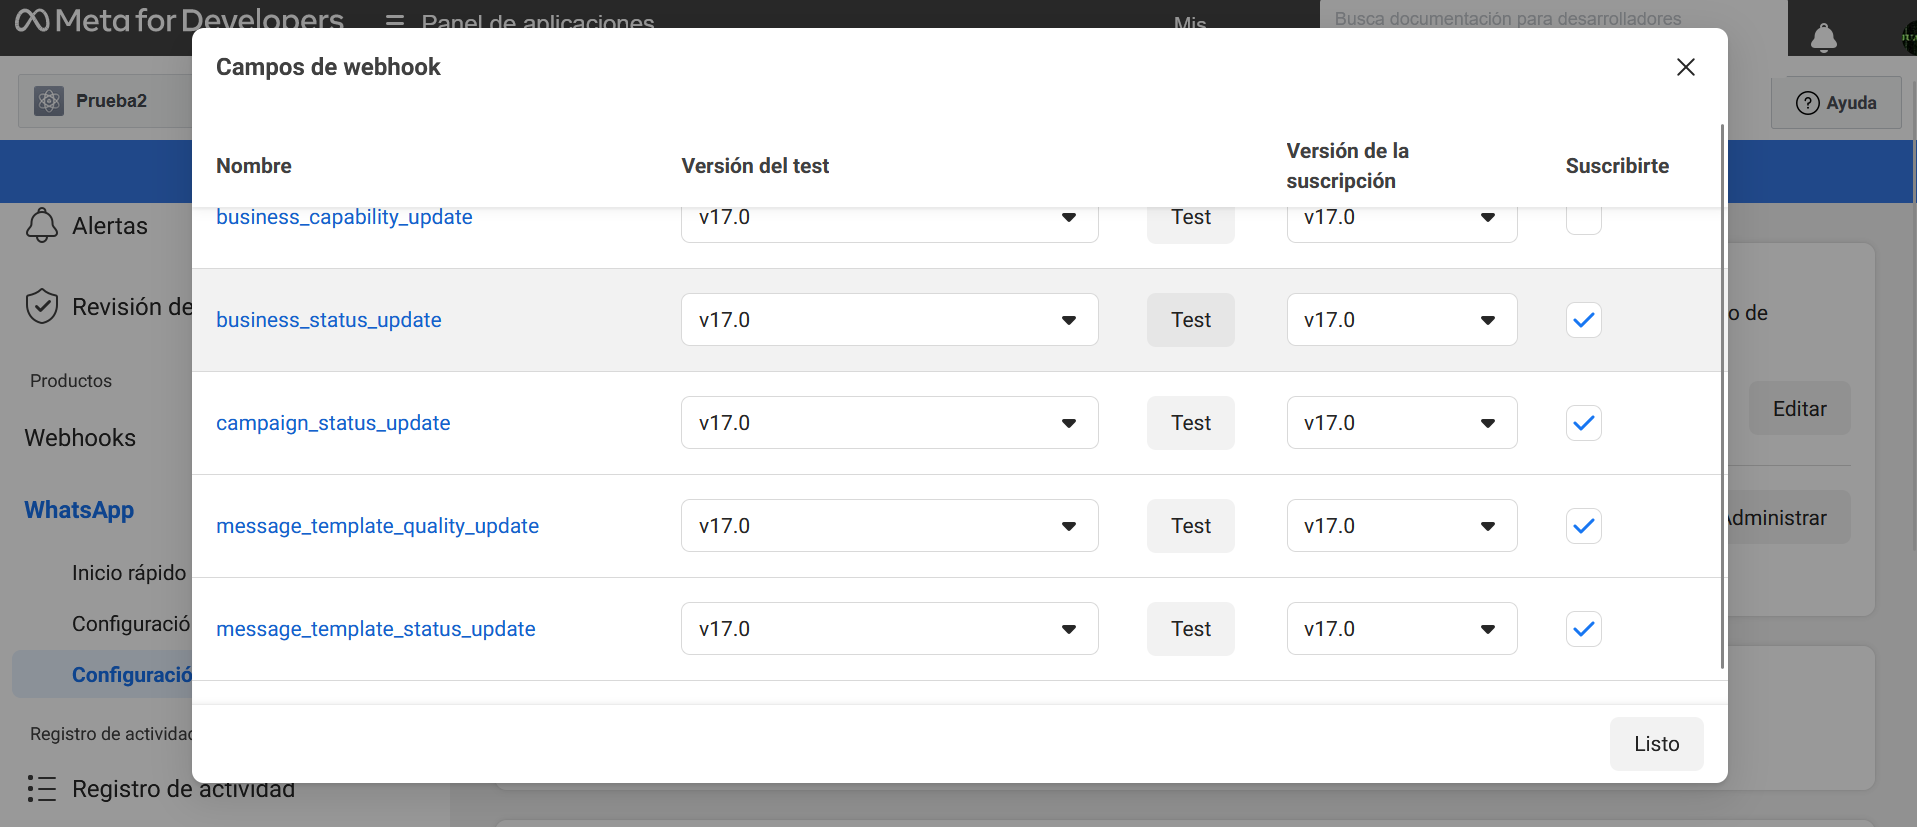 Meta for Developers
Panel de aplicaciones
Mis
Busca documentación para desarrolladores
Prueba2
Ayuda
Alertas
Revisión de
Productos
Webhooks
WhatsApp
Inicio rápido
Configuració
Configuració
Registro de actividad
Registro de actividad
Campos de webhook
Nombre
Versión del test
Versión de la
suscripción
Suscribirte
business_capability_update
v17.0
Test
v17.0
business_status_update
v17.0
Test
v17.0
campaign_status_update
v17.0
Test
v17.0
message_template_quality_update
v17.0
Test
v17.0
message_template_status_update
v17.0
Test
v17.0
Listo
o de
Editar
Administrar